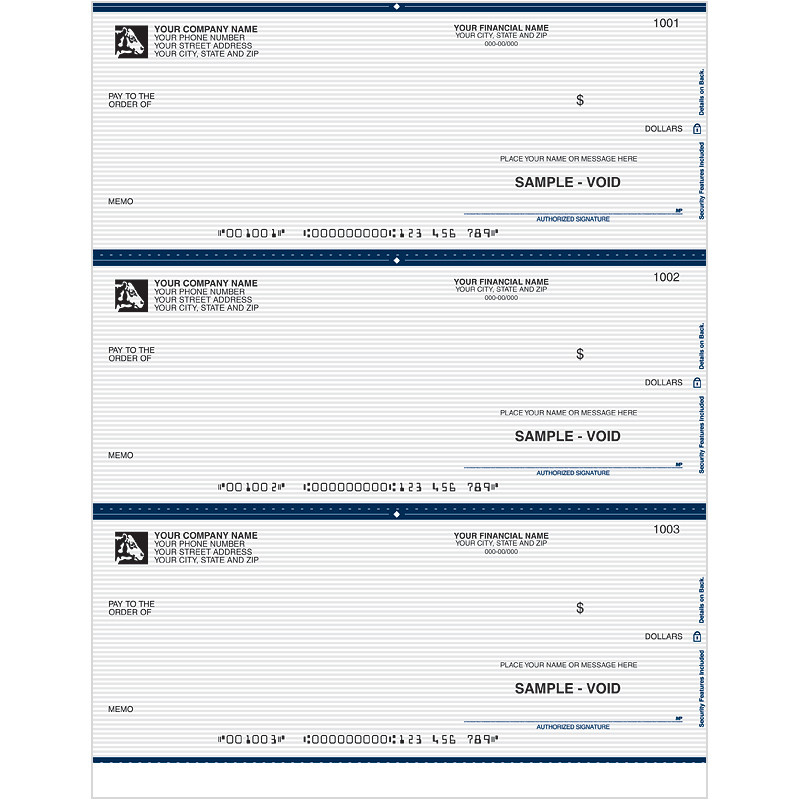 1001
YOUR COMPANY NAME
YOUR PHONE NUMBER
YOUR STREET ADDRESS
YOUR CITY, STATE AND ZIP
YOUR FINANCIAL NAME
YOUR CITY, STATE AND ZIP
000-00/000
PAY TO THE
ORDER OF
$
DOLLARS
Security Features Included
Details on Back.
PLACE YOUR NAME OR MESSAGE HERE
SAMPLE - VOID
MEMO
MP
AUTHORIZED SIGNATURE
⑈001001⑈ ⑆000000000⑆123 456 789⑈
1002
YOUR COMPANY NAME
YOUR PHONE NUMBER
YOUR STREET ADDRESS
YOUR CITY, STATE AND ZIP
YOUR FINANCIAL NAME
YOUR CITY, STATE AND ZIP
000-00/000
PAY TO THE
ORDER OF
$
DOLLARS
Security Features Included
Details on Back.
PLACE YOUR NAME OR MESSAGE HERE
SAMPLE - VOID
MEMO
MP
AUTHORIZED SIGNATURE
⑈001002⑈ ⑆000000000⑆123 456 789⑈
1003
YOUR COMPANY NAME
YOUR PHONE NUMBER
YOUR STREET ADDRESS
YOUR CITY, STATE AND ZIP
YOUR FINANCIAL NAME
YOUR CITY, STATE AND ZIP
000-00/000
PAY TO THE
ORDER OF
$
DOLLARS
Security Features Included
Details on Back.
PLACE YOUR NAME OR MESSAGE HERE
SAMPLE - VOID
MEMO
MP
AUTHORIZED SIGNATURE
⑈001003⑈ ⑆000000000⑆123 456 789⑈